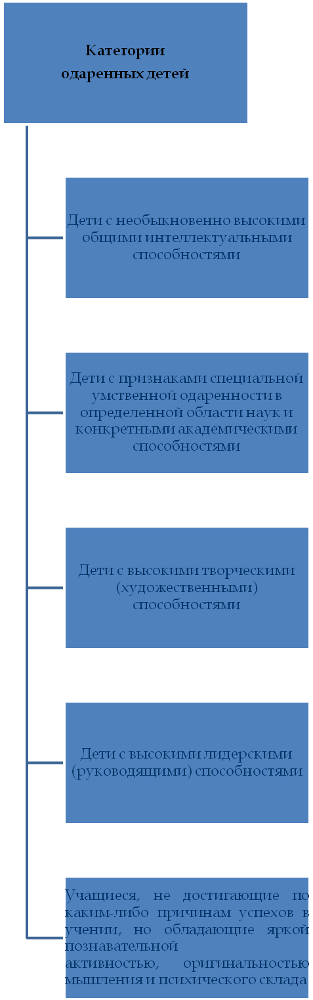 Категории
одаренных детей
Дети с необыкновенно высокими
общими интеллектуальными
способностями
Дети с признаками специальной
умственной одаренности в
определенной области наук и
конкретными академическими
способностями
Дети с высокими творческими
(художественными)
способностями
Дети с высокими лидерскими
(руководящими) способностями
Учащиеся, не достигающие по
каким-либо причинам успехов в
учении, но обладающие яркой
познавательной
активностью, оригинальностью
мышления и психического склада